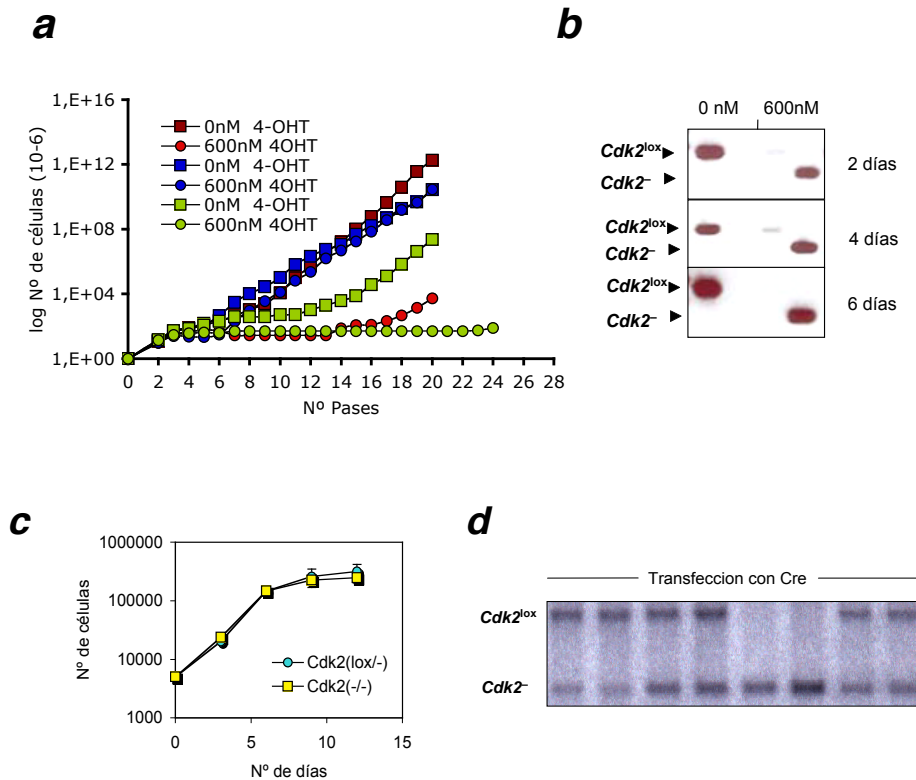 a
1,E+16
1,E+12
1,E+08
1,E+04
1,E+00
log Nº de células (10-6)
0nM 4-OHT
600nM 4OHT
0nM 4-OHT
600nM 4OHT
0nM 4-OHT
600nM 4OHT
0 2 4 6 8 10 12 14 16 18 20 22 24 26 28
Nº Pases
b
0 nM 600nM
Cdk2lox
Cdk2–
2 días
Cdk2lox
Cdk2–
4 días
Cdk2lox
Cdk2–
6 días
c
1000000
100000
10000
1000
Nº de células
Cdk2(lox/-)
Cdk2(-/-)
0 5 10 15
Nº de días
d
Transfeccion con Cre
Cdk2lox
Cdk2–